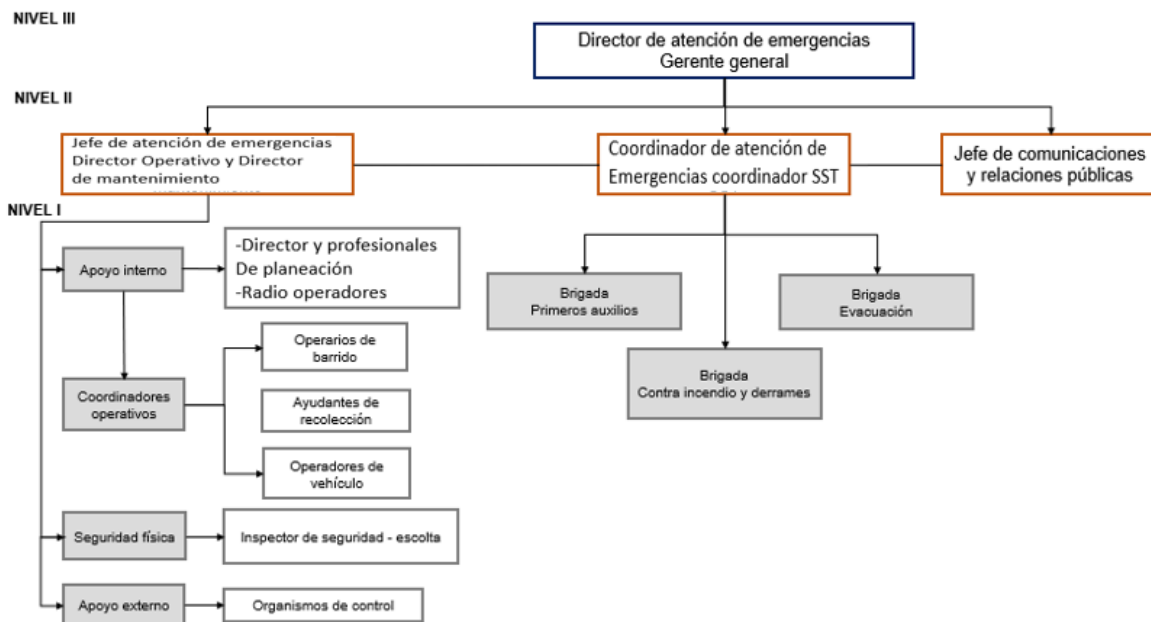 NIVEL III
Director de atención de emergencias
Gerente general
NIVEL II
Jefe de atención de emergencias
Director Operativo y Director
de mantenimiento
Coordinador de atención de
Emergencias coordinador SST
Jefe de comunicaciones
y relaciones públicas
NIVEL I
Apoyo interno
-Director y profesionales
De planeación
-Radio operadores
Brigada
Primeros auxilios
Brigada
Evacuación
Operarios de
barrido
Brigada
Contra incendio y derrames
Coordinadores
operativos
Ayudantes de
recolección
Operadores de
vehículo
Seguridad física
Inspector de seguridad - escolta
Apoyo externo
Organismos de control